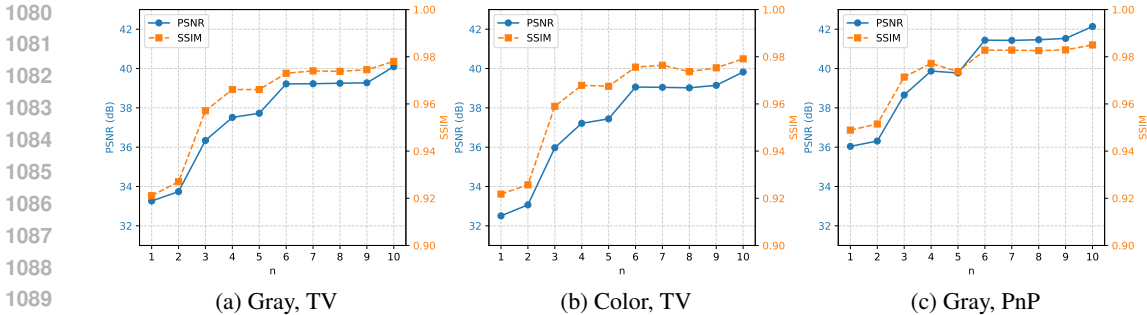 1080
1081
1082
1083
1084
1085
1086
1087
1088
1089
PSNR
SSIM
42
40
38
36
34
32
PSNR (dB)
1.00
0.98
0.96
0.94
0.92
0.90
SSIM
1 2 3 4 5 6 7 8 9 10
n
(a) Gray, TV
PSNR
SSIM
42
40
38
36
34
32
PSNR (dB)
1.00
0.98
0.96
0.94
0.92
0.90
SSIM
1 2 3 4 5 6 7 8 9 10
n
(b) Color, TV
PSNR
SSIM
42
40
38
36
34
32
PSNR (dB)
1.00
0.98
0.96
0.94
0.92
0.90
SSIM
1 2 3 4 5 6 7 8 9 10
n
(c) Gray, PnP